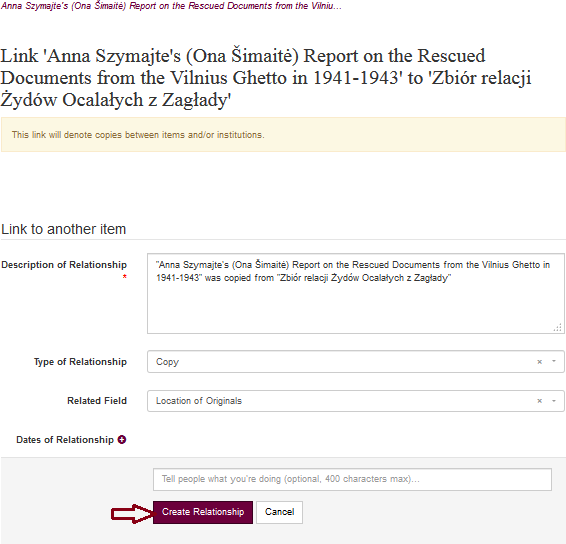 Anna Szymajte's (Ona Šimaitė) Report on the Rescued Documents from the Vilniu…
Link 'Anna Szymajte's (Ona Šimaitė) Report on the Rescued
Documents from the Vilnius Ghetto in 1941-1943' to 'Zbiór relacji
Żydów Ocalałych z Zagłady'
This link will denote copies between items and/or institutions.
Link to another item
Description of Relationship *
"Anna Szymajte's (Ona Šimaitė) Report on the Rescued Documents from the Vilnius Ghetto in
1941-1943" was copied from "Zbiór relacji Żydów Ocalałych z Zagłady"
Type of Relationship
Copy
Related Field
Location of Originals
Dates of Relationship
Tell people what you're doing (optional, 400 characters max)…
Create Relationship Cancel